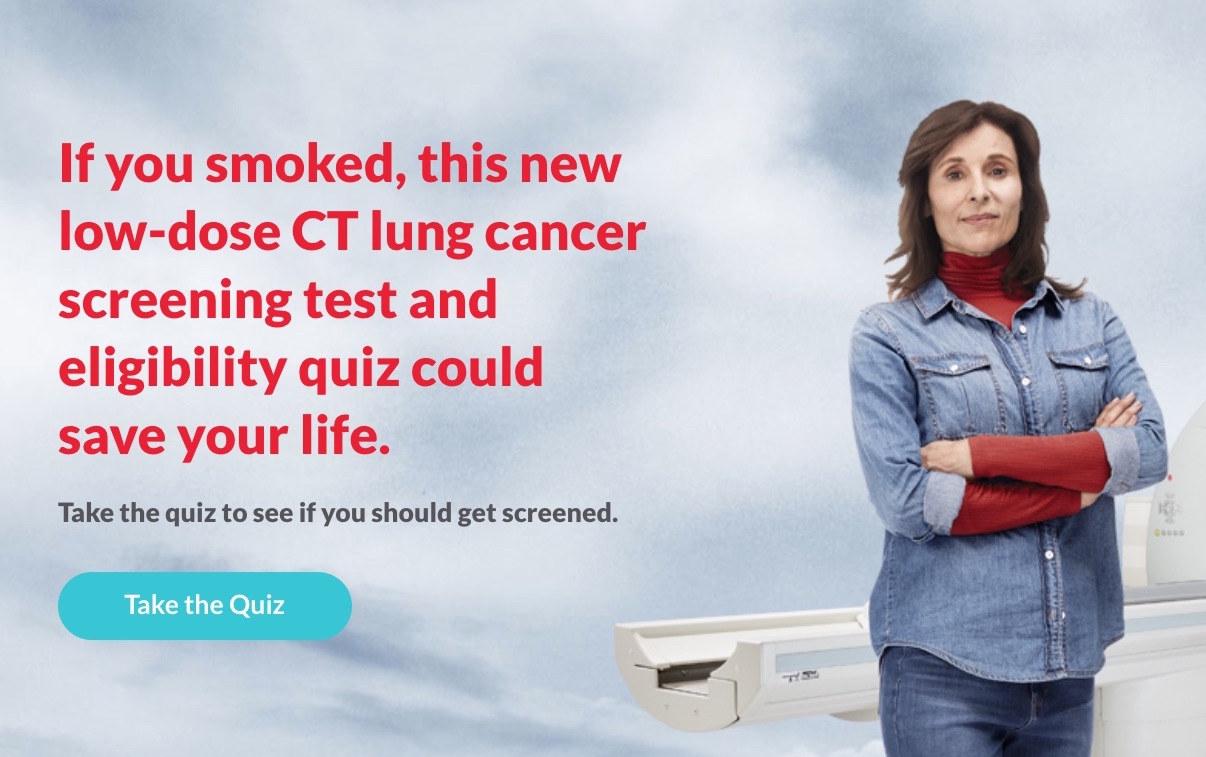 If you smoked, this new
low-dose CT lung cancer
screening test and
eligibility quiz could
save your life.
Take the quiz to see if you should get screened.
Take the Quiz